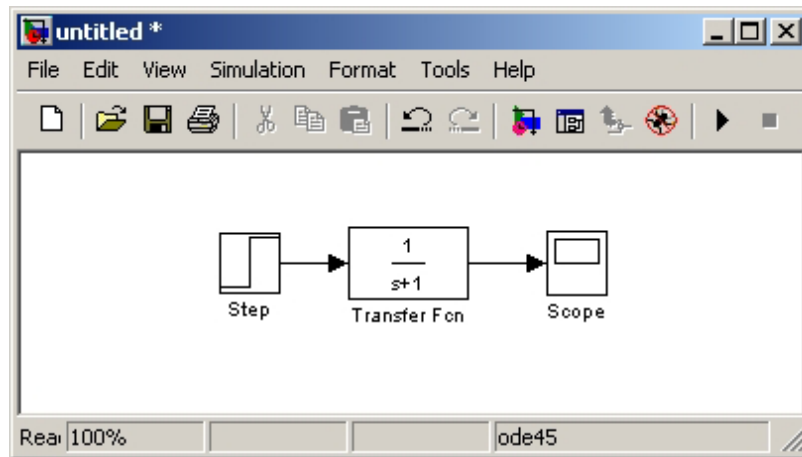 untitled *
File Edit View Simulation Format Tools Help
1
s+1
Step
Transfer Fcn
Scope
100% ode45